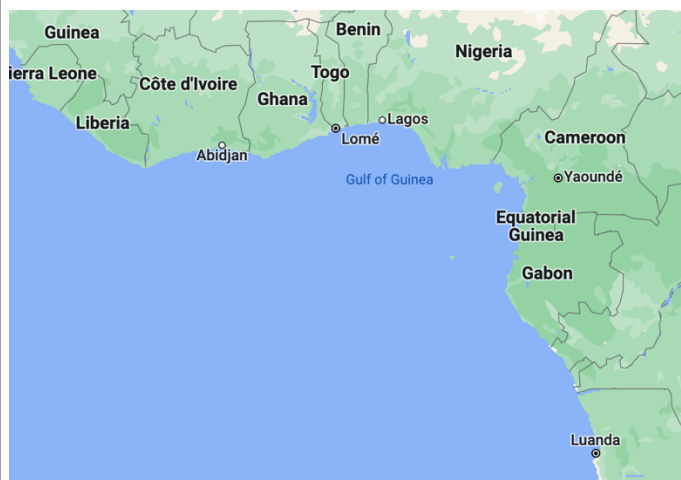 Guinea
Benin
Nigeria
ierra Leone
Côte d'Ivoire
Togo
Ghana
Liberia
Lagos
Lomé
Cameroon
Abidjan
Gulf of Guinea
Yaoundé
Equatorial
Guinea
Gabon
Luanda